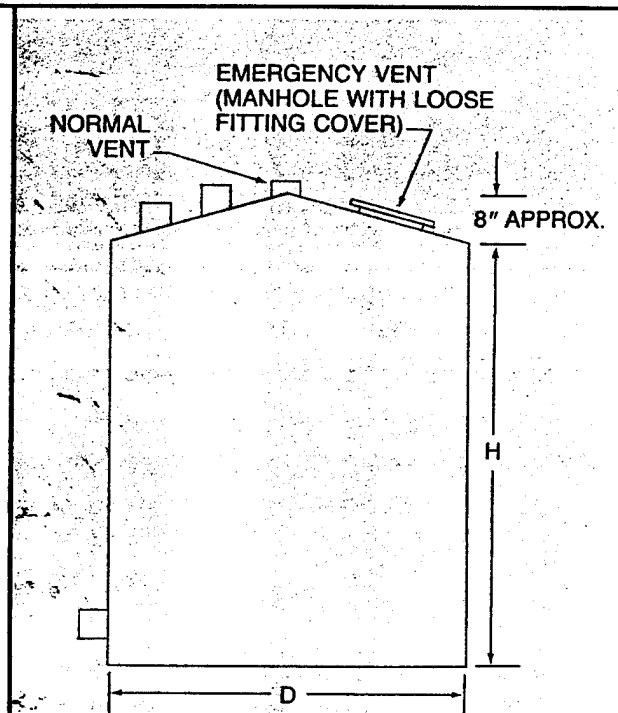 EMERGENCY VENT
(MANHOLE WITH LOOSE
FITTING COVER)
NORMAL
VENT
8" APPROX.
H
D